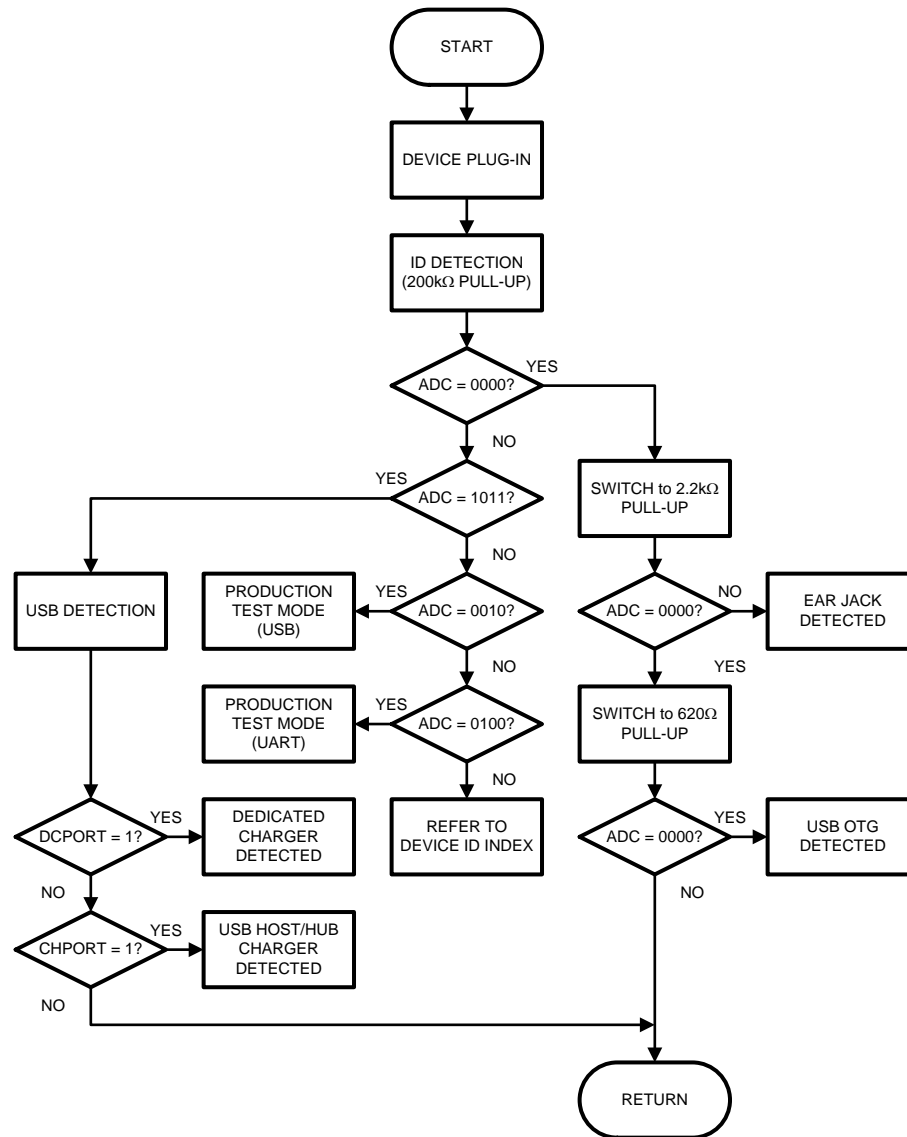 START
DEVICE PLUG-IN
ID DETECTION
(200kΩ PULL-UP)
ADC = 0000?
YES
NO
ADC = 1011?
YES
NO
SWITCH to 2.2kΩ
PULL-UP
USB DETECTION
PRODUCTION
TEST MODE
(USB)
YES
ADC = 0010?
NO
ADC = 0000?
NO
EAR JACK
DETECTED
YES
PRODUCTION
TEST MODE
(UART)
YES
ADC = 0100?
NO
SWITCH to 620Ω
PULL-UP
DCPORT = 1?
YES
DEDICATED
CHARGER
DETECTED
REFER TO
DEVICE ID INDEX
ADC = 0000?
YES
USB OTG
DETECTED
NO
NO
CHPORT = 1?
YES
USB HOST/HUB
CHARGER
DETECTED
NO
RETURN